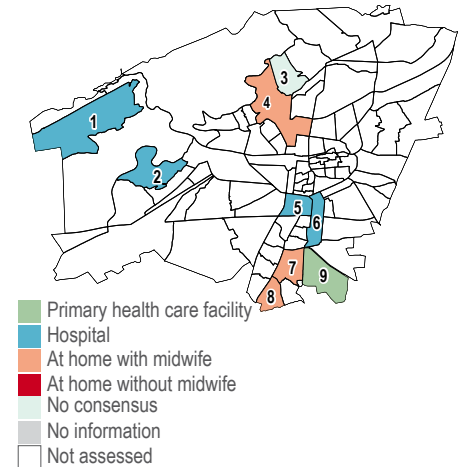 3
4
1
2
5
6
7
9
8
Primary health care facility
Hospital
At home with midwife
At home without midwife
No consensus
No information
Not assessed